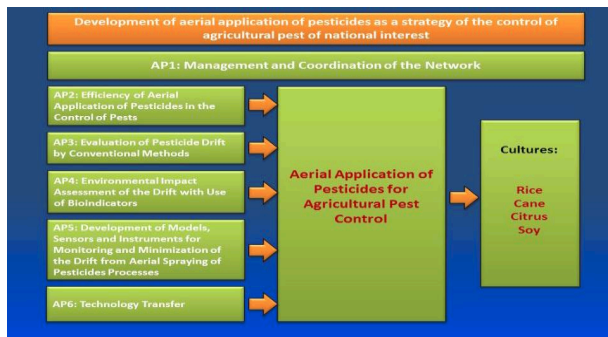 Development of aerial application of pesticides as a strategy of the control of
agricultural pest of national interest
AP1: Management and Coordination of the Network
AP2: Efficiency of Aerial
Application of Pesticides in the
Control of Pests
AP3: Evaluation of Pesticide Drift
by Conventional Methods
AP4: Environmental Impact
Assessment of the Drift with Use
of Bioindicators
AP5: Development of Models,
Sensors and Instruments for
Monitoring and Minimization of
the Drift from Aerial Spraying of
Pesticides Processes
AP6: Technology Transfer
Aerial Application of
Pesticides for
Agricultural Pest
Control
Cultures:
Rice
Cane
Citrus
Soy